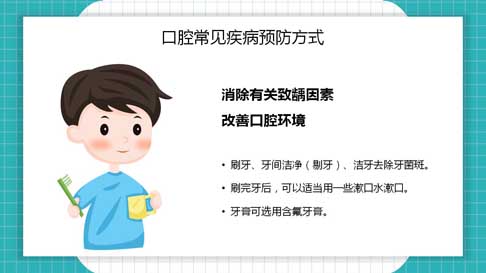 口腔常见疾病预防方式
消除有关致龋因素
改善口腔环境
• 刷牙、牙间洁净（剔牙）、洁牙去除牙菌斑。
• 刷完牙后，可以适当用一些漱口水漱口。
• 牙膏可选用含氟牙膏。